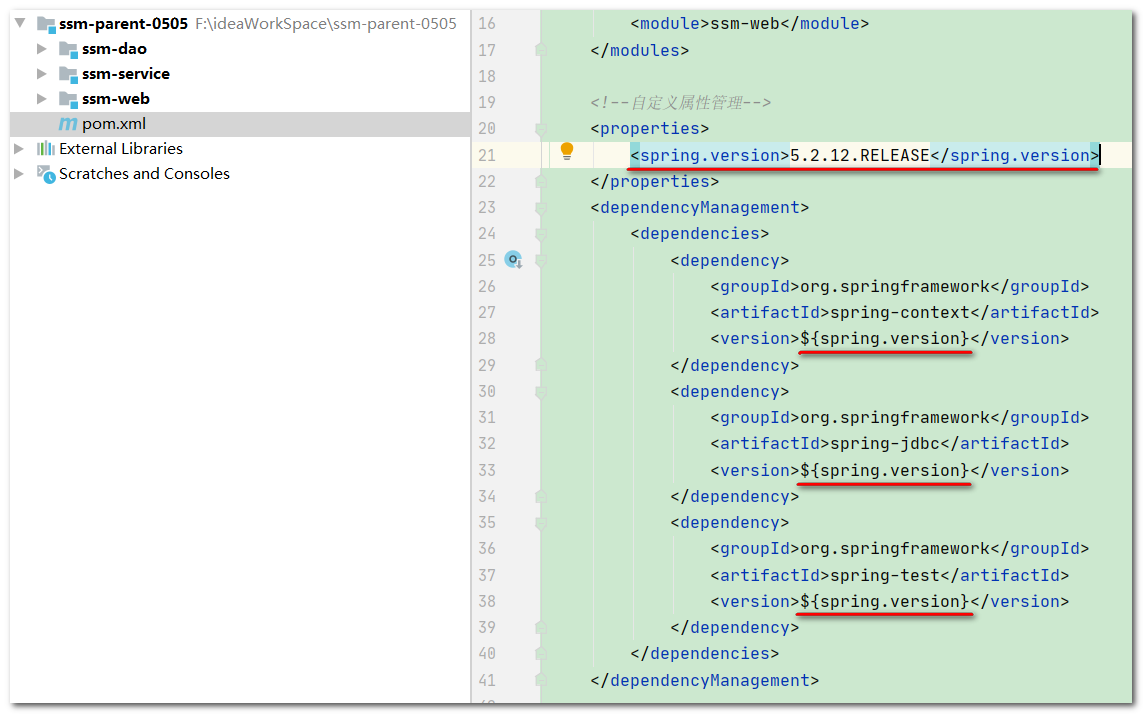 ssm-parent-0505 F:\ideaWorkSpace\ssm-parent-0505
ssm-dao
ssm-service
ssm-web
pom.xml
External Libraries
Scratches and Consoles
16 <module>ssm-web</module>
17 </modules>
18
19 <!--自定义属性管理-->
20 <properties>
21 <spring.version>5.2.12.RELEASE</spring.version>
22 </properties>
23 <dependencyManagement>
24 <dependencies>
25 <dependency>
26 <groupId>org.springframework</groupId>
27 <artifactId>spring-context</artifactId>
28 <version>${spring.version}</version>
29 </dependency>
30 <dependency>
31 <groupId>org.springframework</groupId>
32 <artifactId>spring-jdbc</artifactId>
33 <version>${spring.version}</version>
34 </dependency>
35 <dependency>
36 <groupId>org.springframework</groupId>
37 <artifactId>spring-test</artifactId>
38 <version>${spring.version}</version>
39 </dependency>
40 </dependencies>
41 </dependencyManagement>